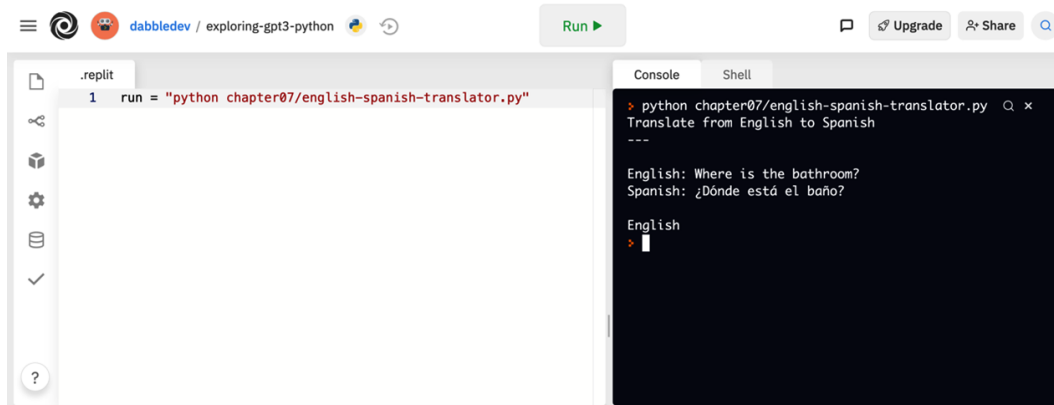 dabbledev / exploring-gpt3-python
Run
Upgrade
Share
.replit
1 run = "python chapter07/english-spanish-translator.py"
?
Console
Shell
> python chapter07/english-spanish-translator.py
Translate from English to Spanish
---
English: Where is the bathroom?
Spanish: ¿Dónde está el baño?
English
>